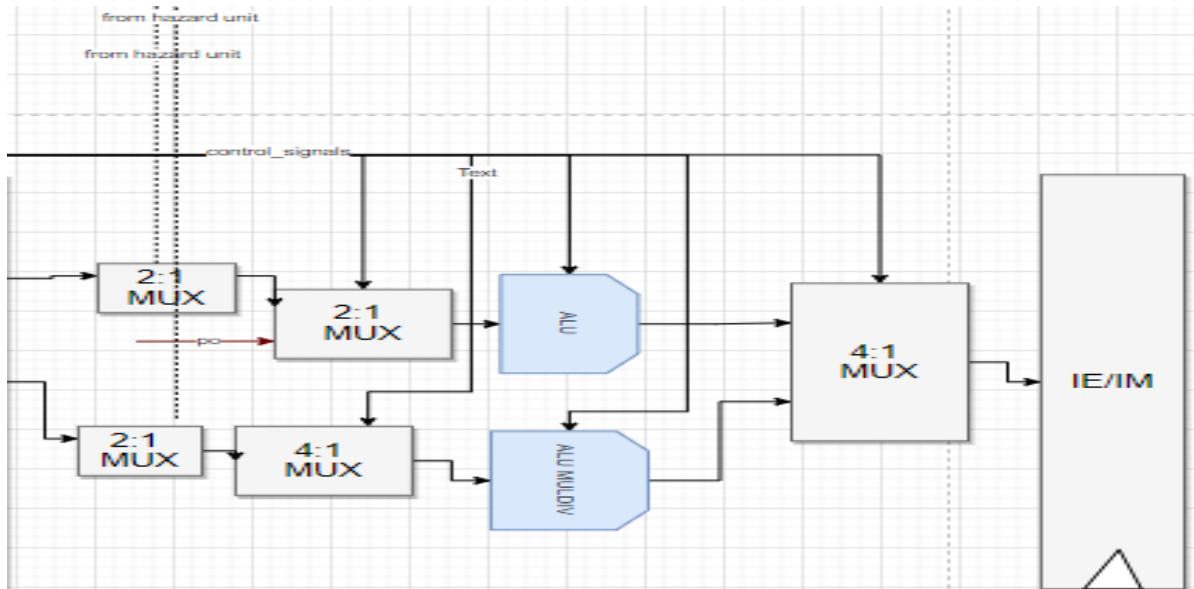 from hazard unit
from hazard unit
control_signals
Text
2:1
MUX
2:1
MUX
pc
ALU
4:1
MUX
IE/IM
2:1
MUX
4:1
MUX
ALU MULDIV